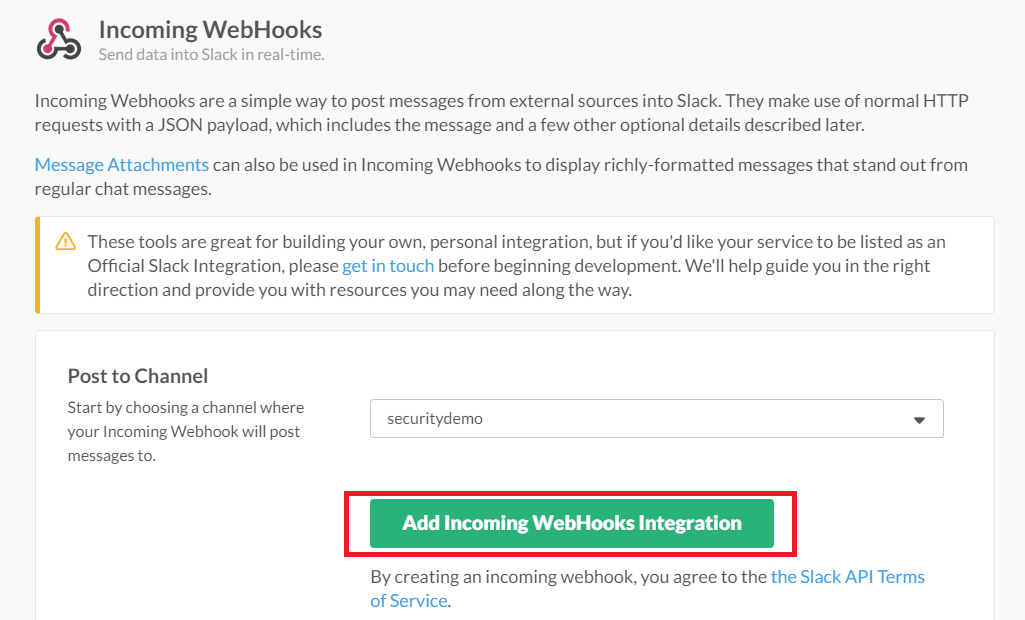 Incoming WebHooks
Send data into Slack in real-time.
Incoming Webhooks are a simple way to post messages from external sources into Slack. They make use of normal HTTP
requests with a JSON payload, which includes the message and a few other optional details described later.
Message Attachments can also be used in Incoming Webhooks to display richly-formatted messages that stand out from
regular chat messages.
These tools are great for building your own, personal integration, but if you'd like your service to be listed as an
Official Slack Integration, please get in touch before beginning development. We'll help guide you in the right
direction and provide you with resources you may need along the way.
Post to Channel
Start by choosing a channel where
your Incoming Webhook will post
messages to.
securitydemo
Add Incoming WebHooks Integration
By creating an incoming webhook, you agree to the the Slack API Terms
of Service.